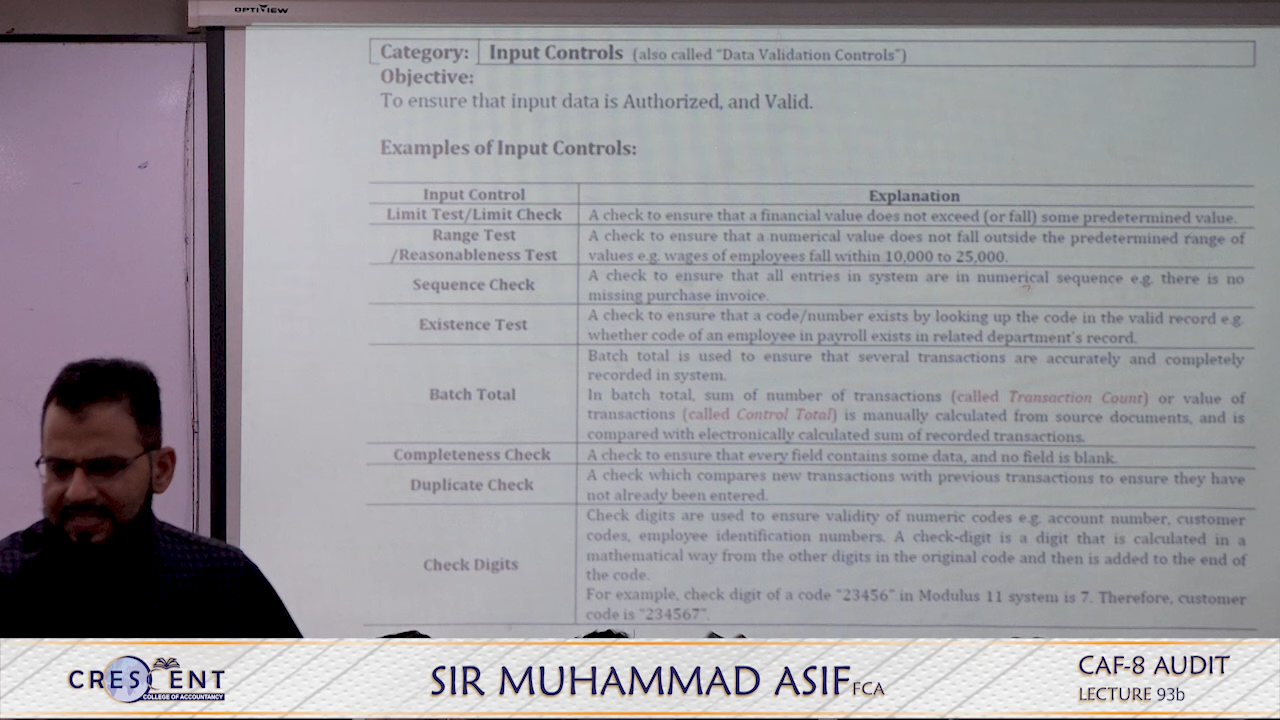 OPTIVIEW
Category: Input Controls (also called "Data Validation Controls")
Objective:
To ensure that input data is Authorized, and Valid.
Examples of Input Controls:
Input Control Explanation
Limit Test/Limit Check A check to ensure that a financial value does not exceed (or fall) some predetermined value.
Range Test
/Reasonableness Test
A check to ensure that a numerical value does not fall outside the predetermined range of
values e.g. wages of employees fall within 10,000 to 25,000.
Sequence Check
A check to ensure that all entries in system are in numerical sequence e.g. there is no
missing purchase invoice.
Existence Test
A check to ensure that a code/number exists by looking up the code in the valid record e.g.
whether code of an employee in payroll exists in related department's record.
Batch Total
Batch total is used to ensure that several transactions are accurately and completely
recorded in system.
In batch total, sum of number of transactions (called Transaction Count) or value of
transactions (called Control Total) is manually calculated from source documents, and is
compared with electronically calculated sum of recorded transactions.
Completeness Check A check to ensure that every field contains some data, and no field is blank.
Duplicate Check
A check which compares new transactions with previous transactions to ensure they have
not already been entered.
Check Digits
Check digits are used to ensure validity of numeric codes e.g. account number, customer
codes, employee identification numbers. A check-digit is a digit that is calculated in a
mathematical way from the other digits in the original code and then is added to the end of
the code.
For example, check digit of a code "23456" in Modulus 11 system is 7. Therefore, customer
code is "234567".
CRESCENT
COLLEGE OF ACCOUNTANCY
SIR MUHAMMAD ASIF FCA
CAF-8 AUDIT
LECTURE 93b